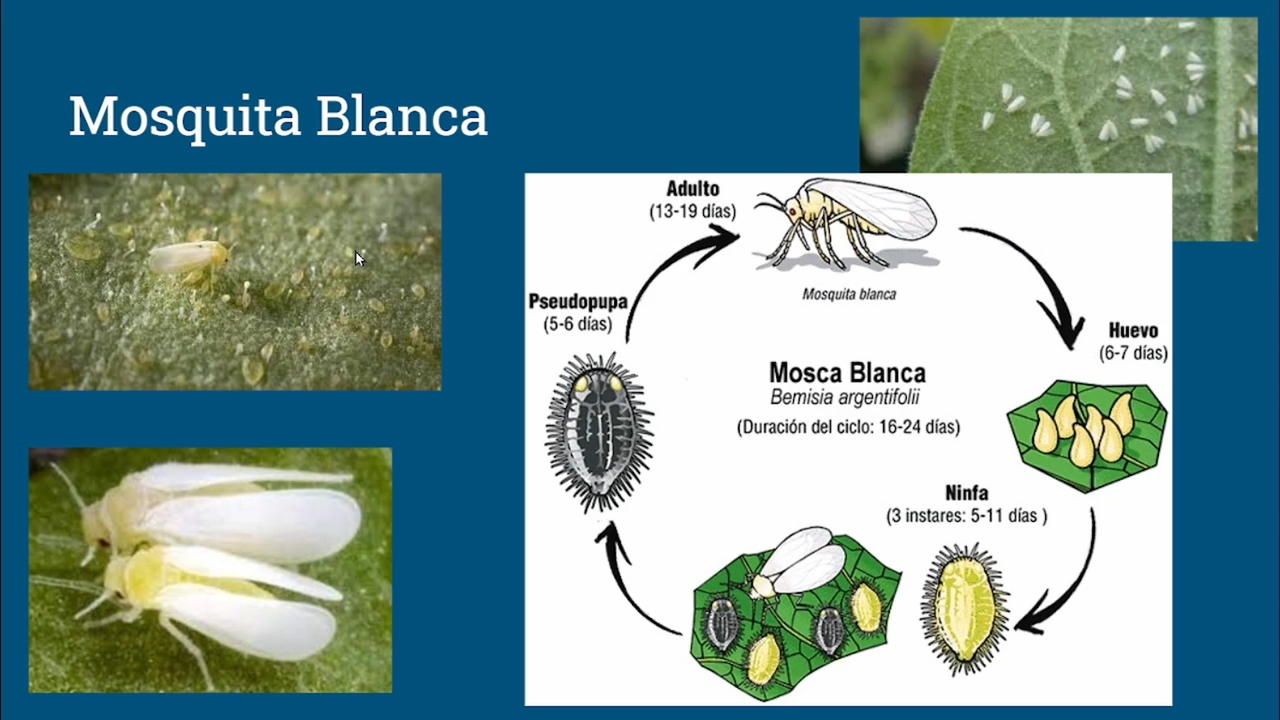 Mosquita Blanca
Adulto
(13-19 días)
Mosquita blanca
Pseudopupa
(5-6 días)
Huevo
(6-7 días)
Mosca Blanca
Bemisia argentifolii
(Duración del ciclo: 16-24 días)
Ninfa
(3 instares: 5-11 días )